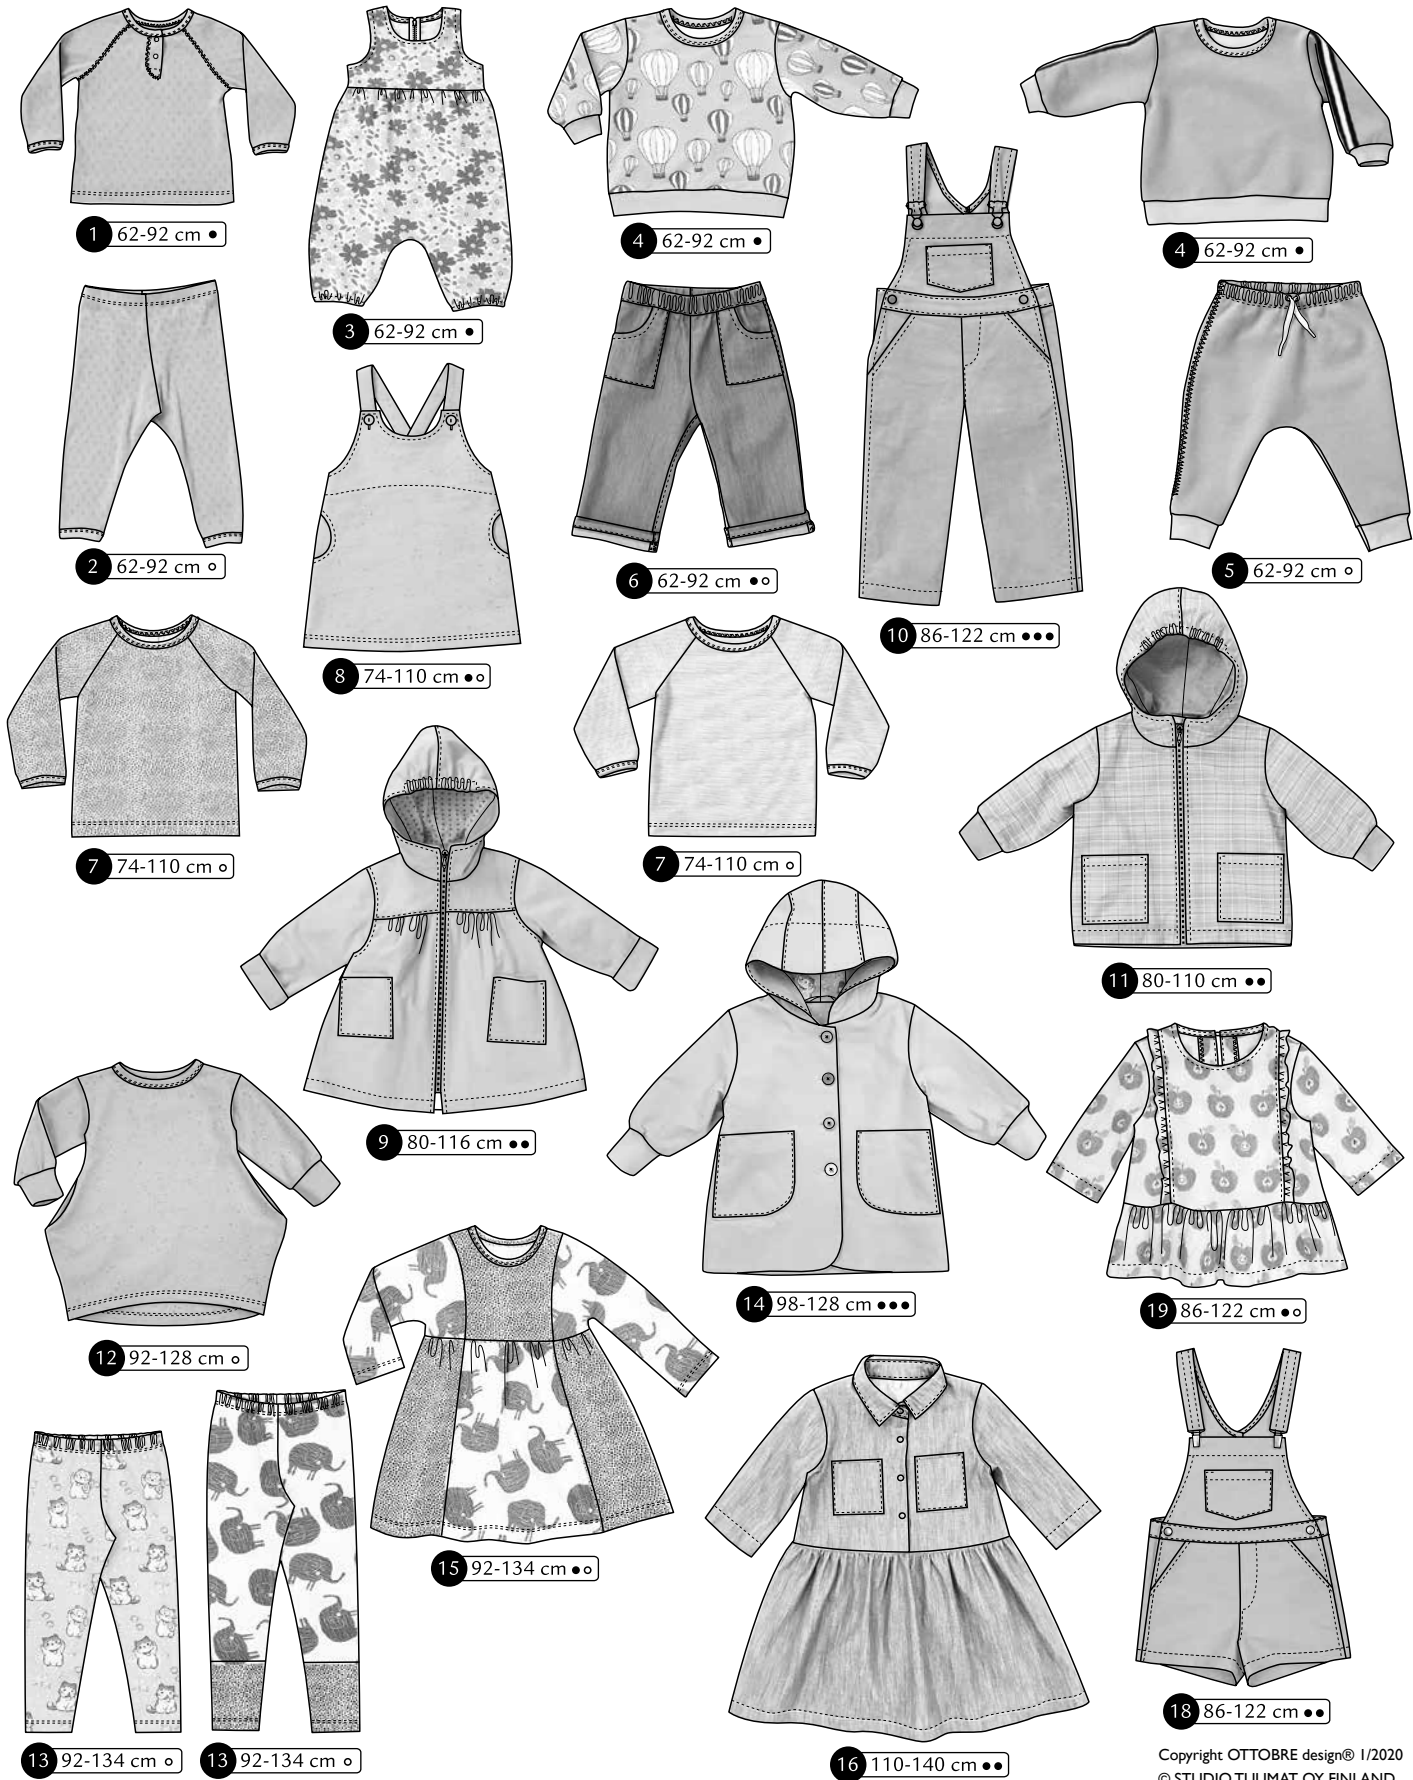 1 62-92 cm ●
4 62-92 cm ●
4 62-92 cm ●
3 62-92 cm ●
2 62-92 cm ○
6 62-92 cm ●○
5 62-92 cm ○
10 86-122 cm ●●●
8 74-110 cm ●○
7 74-110 cm ○
7 74-110 cm ○
11 80-110 cm ●●
9 80-116 cm ●●
14 98-128 cm ●●●
19 86-122 cm ●○
12 92-128 cm ○
15 92-134 cm ●○
18 86-122 cm ●●
13 92-134 cm ○
13 92-134 cm ○
16 110-140 cm ●●
Copyright OTTOBRE design® 1/2020
© STUDIO TUUMAT OY, FINLAND